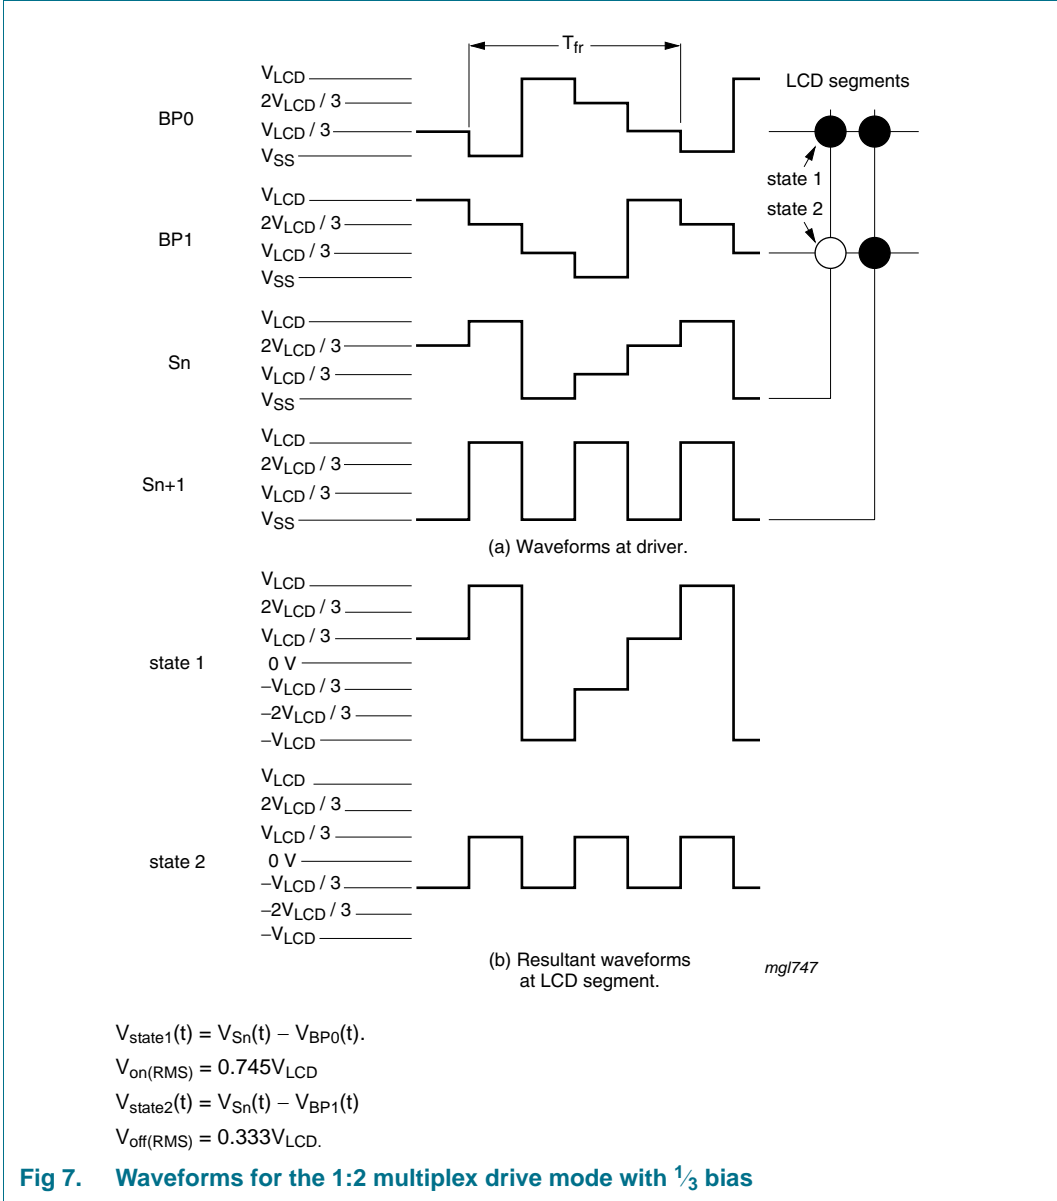 Tfr
VLCD
2VLCD / 3
VLCD / 3
VSS
BP0
LCD segments
state 1
state 2
VLCD
2VLCD / 3
VLCD / 3
VSS
BP1
VLCD
2VLCD / 3
VLCD / 3
VSS
Sn
VLCD
2VLCD / 3
VLCD / 3
VSS
Sn+1
(a) Waveforms at driver.
VLCD
2VLCD / 3
VLCD / 3
0 V
−VLCD / 3
−2VLCD / 3
−VLCD
state 1
VLCD
2VLCD / 3
VLCD / 3
0 V
−VLCD / 3
−2VLCD / 3
−VLCD
state 2
(b) Resultant waveforms
at LCD segment.
mgl747
Vstate1(t) = VSn(t) − VBP0(t).
Von(RMS) = 0.745VLCD
Vstate2(t) = VSn(t) − VBP1(t)
Voff(RMS) = 0.333VLCD.
Fig 7. Waveforms for the 1:2 multiplex drive mode with 1⁄3 bias